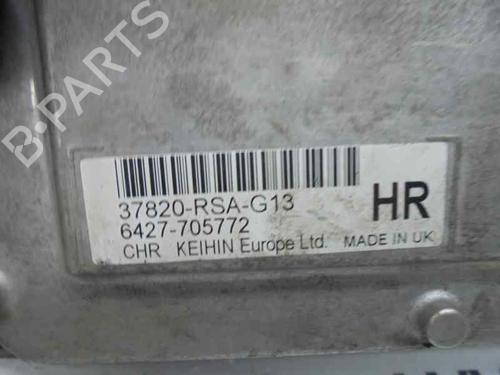 B-PARTS
37820-RSA-G13
6427-705772
HR
CHR KEIHIN Europe Ltd. MADE IN UK